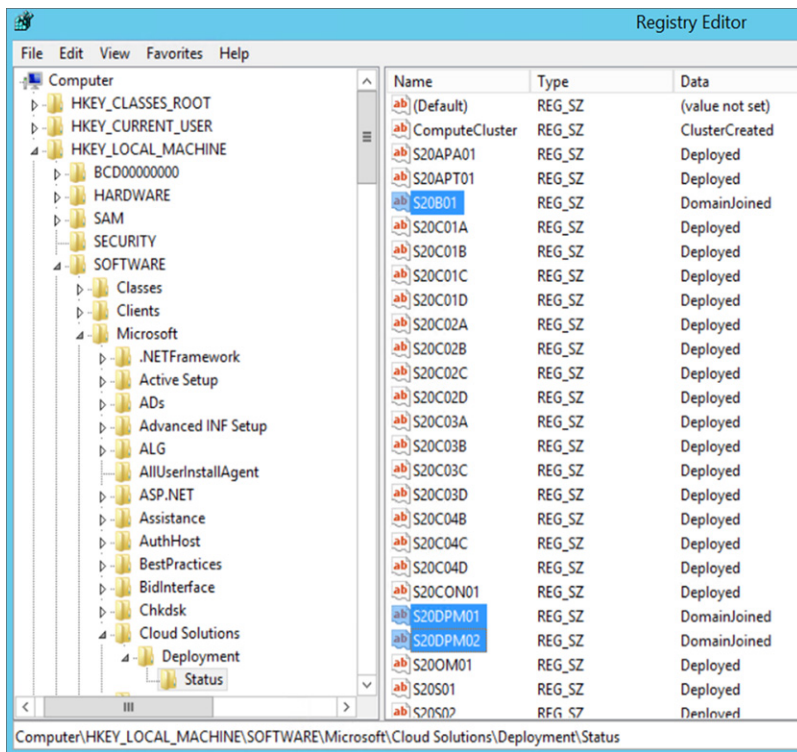 Registry Editor
File Edit View Favorites Help
Computer
HKEY_CLASSES_ROOT
HKEY_CURRENT_USER
HKEY_LOCAL_MACHINE
BCD00000000
HARDWARE
SAM
SECURITY
SOFTWARE
Classes
Clients
Microsoft
.NETFramework
Active Setup
ADs
Advanced INF Setup
ALG
AllUserInstallAgent
ASP.NET
Assistance
AuthHost
BestPractices
BidInterface
Chkdsk
Cloud Solutions
Deployment
Status
Name Type Data
(Default) REG_SZ (value not set)
ComputeCluster REG_SZ ClusterCreated
S20APA01 REG_SZ Deployed
S20APT01 REG_SZ Deployed
S20B01 REG_SZ DomainJoined
S20C01A REG_SZ Deployed
S20C01B REG_SZ Deployed
S20C01C REG_SZ Deployed
S20C01D REG_SZ Deployed
S20C02A REG_SZ Deployed
S20C02B REG_SZ Deployed
S20C02C REG_SZ Deployed
S20C02D REG_SZ Deployed
S20C03A REG_SZ Deployed
S20C03B REG_SZ Deployed
S20C03C REG_SZ Deployed
S20C03D REG_SZ Deployed
S20C04B REG_SZ Deployed
S20C04C REG_SZ Deployed
S20C04D REG_SZ Deployed
S20CON01 REG_SZ Deployed
S20DPM01 REG_SZ DomainJoined
S20DPM02 REG_SZ DomainJoined
S20OM01 REG_SZ Deployed
S20S01 REG_SZ Deployed
S20S02 REG_SZ Deployed
Computer\HKEY_LOCAL_MACHINE\SOFTWARE\Microsoft\Cloud Solutions\Deployment\Status